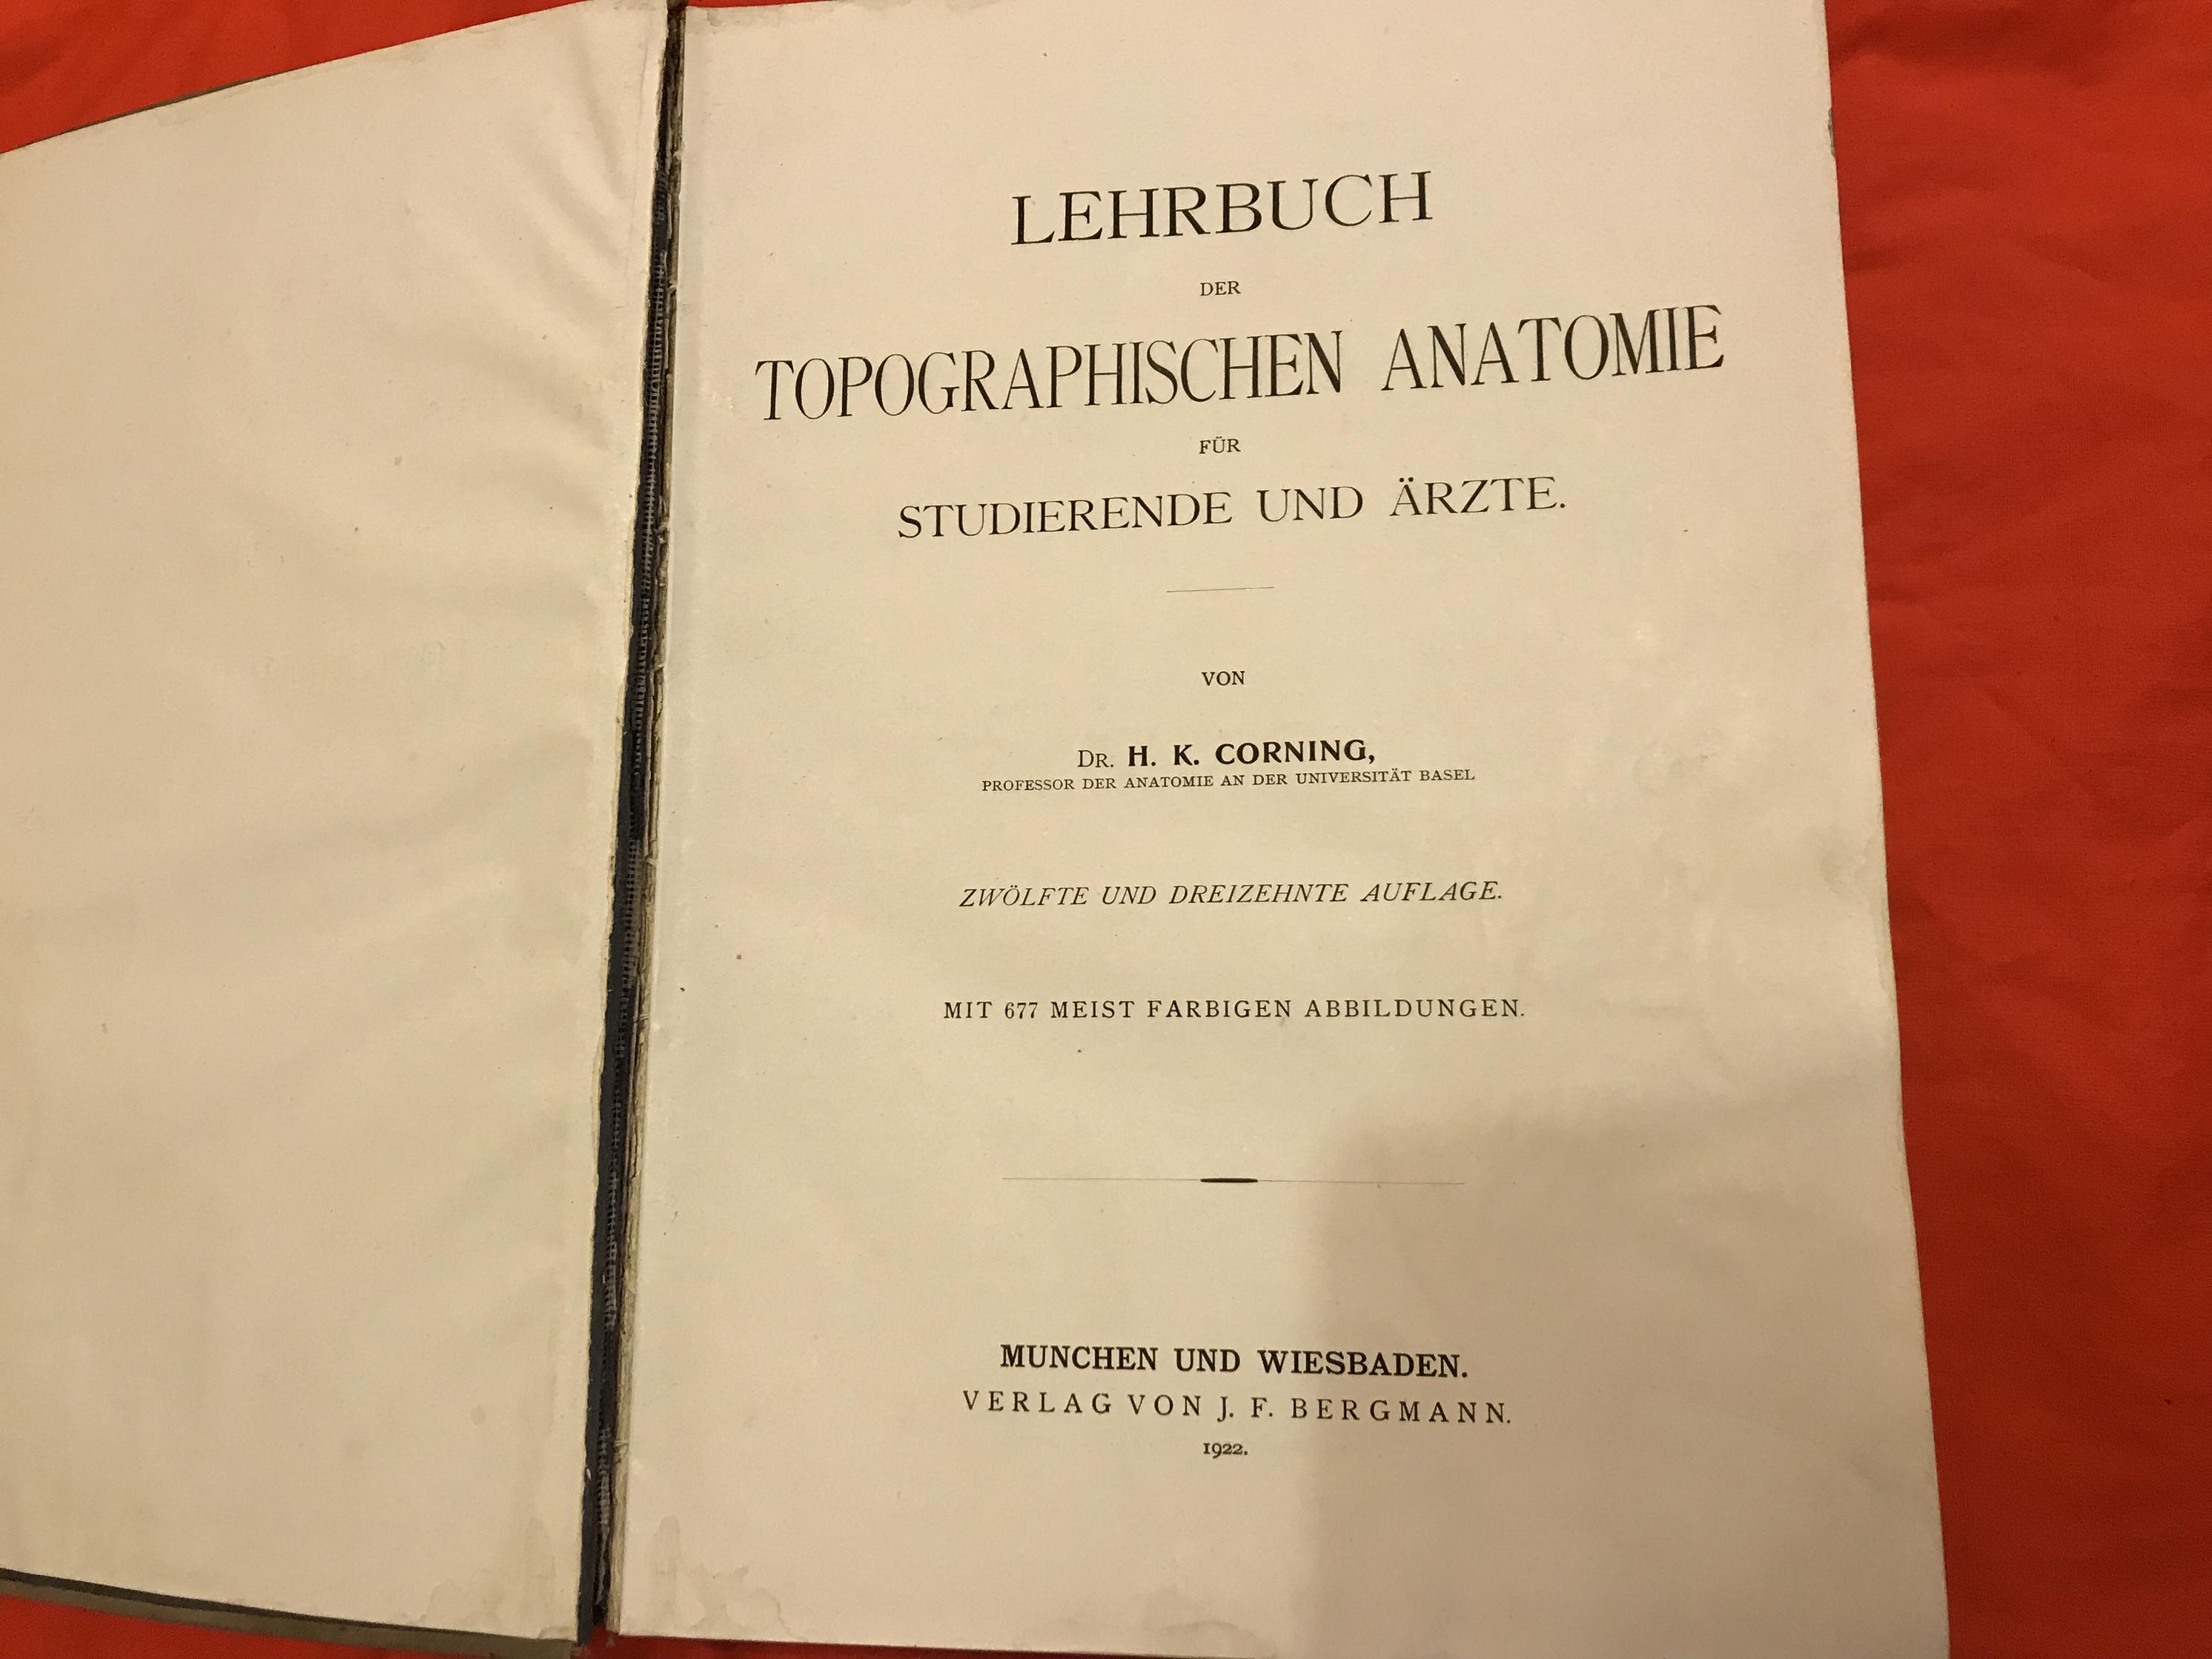 LEHRBUCH
DER
TOPOGRAPHISCHEN ANATOMIE
FÜR
STUDIERENDE UND ÄRZTE.
VON
DR. H. K. CORNING,
PROFESSOR DER ANATOMIE AN DER UNIVERSITÄT BASEL
ZWÖLFTE UND DREIZEHNTE AUFLAGE.
MIT 677 MEIST FARBIGEN ABBILDUNGEN.
MUNCHEN UND WIESBADEN.
VERLAG VON J. F. BERGMANN.
1922.